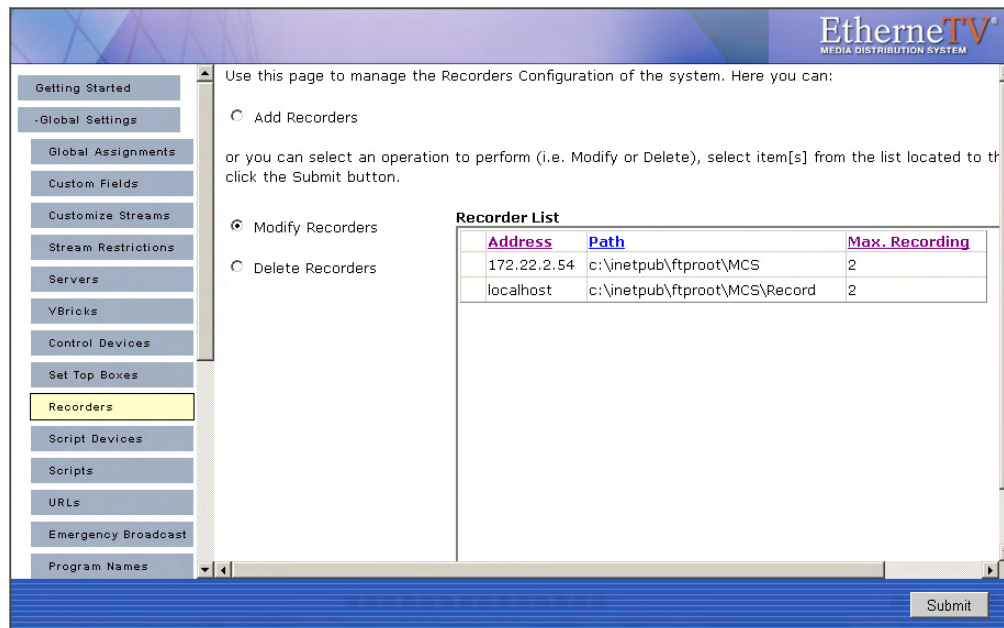 EtherneTV®
MEDIA DISTRIBUTION SYSTEM
Getting Started
-Global Settings
Global Assignments
Custom Fields
Customize Streams
Stream Restrictions
Servers
VBricks
Control Devices
Set Top Boxes
Recorders
Script Devices
Scripts
URLs
Emergency Broadcast
Program Names
Use this page to manage the Recorders Configuration of the system. Here you can:
Add Recorders
or you can select an operation to perform (i.e. Modify or Delete), select item[s] from the list located to th
click the Submit button.
Modify Recorders
Delete Recorders
Recorder List
Address Path Max. Recording
172.22.2.54 c:\inetpub\ftproot\MCS 2
localhost c:\inetpub\ftproot\MCS\Record 2
Submit